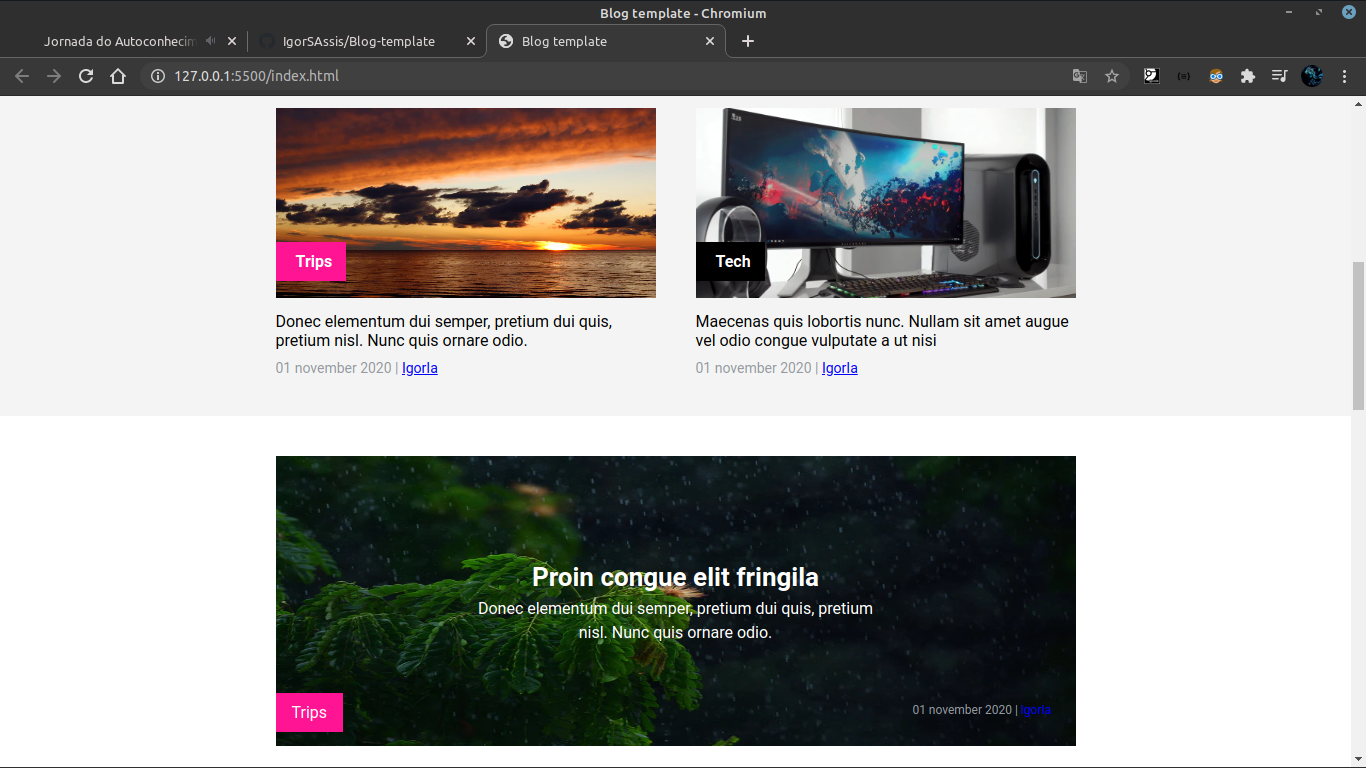 Blog template - Chromium
Jornada do Autoconhecim
IgorSAssis/Blog-template
Blog template
127.0.0.1:5500/index.html
Trips
Tech
Donec elementum dui semper, pretium dui quis,
pretium nisl. Nunc quis ornare odio.
01 november 2020 | Igorla
Maecenas quis lobortis nunc. Nullam sit amet augue
vel odio congue vulputate a ut nisi
01 november 2020 | Igorla
Proin congue elit fringila
Donec elementum dui semper, pretium dui quis, pretium
nisl. Nunc quis ornare odio.
Trips
01 november 2020 | Igorla